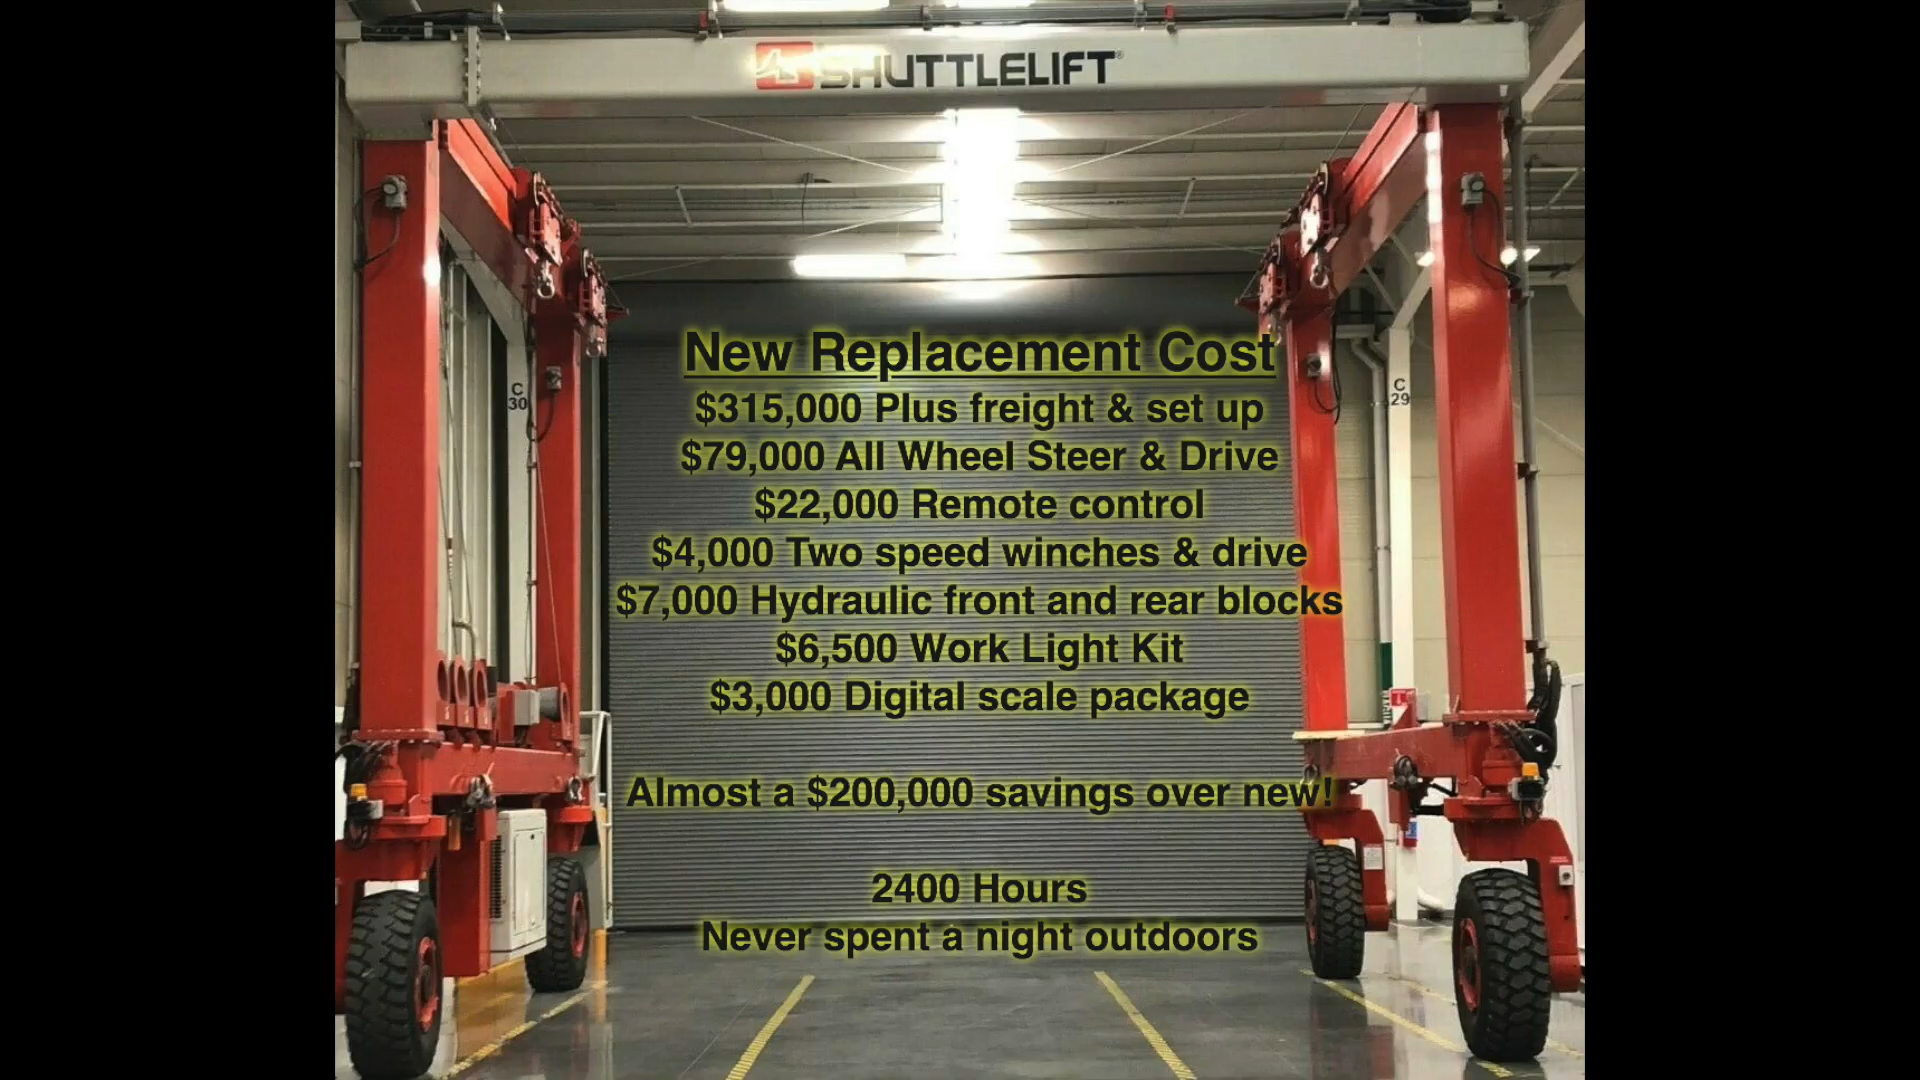 SHUTTLELIFT®
C
30
C
29
New Replacement Cost
$315,000 Plus freight & set up
$79,000 All Wheel Steer & Drive
$22,000 Remote control
$4,000 Two speed winches & drive
$7,000 Hydraulic front and rear blocks
$6,500 Work Light Kit
$3,000 Digital scale package
Almost a $200,000 savings over new!
2400 Hours
Never spent a night outdoors